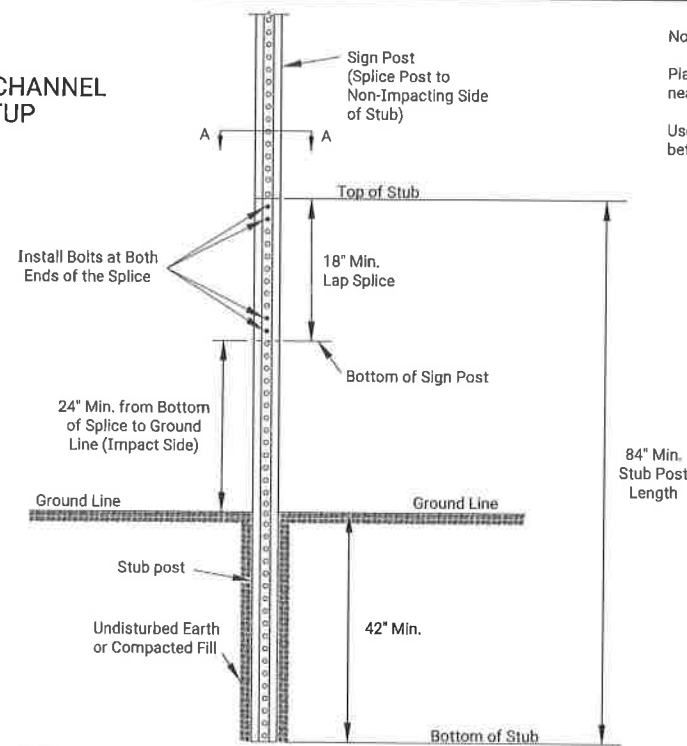 CHANNEL
TUP
Sign Post
(Splice Post to
Non-Impacting Side
of Stub)
A
A
Top of Stub
Install Bolts at Both
Ends of the Splice
18" Min.
Lap Splice
Bottom of Sign Post
24" Min. from Bottom
of Splice to Ground
Line (Impact Side)
84" Min.
Stub Post
Length
Ground Line
Ground Line
Stub post
Undisturbed Earth
or Compacted Fill
42" Min.
Bottom of Stub
No
Pla
nea
Use
bef